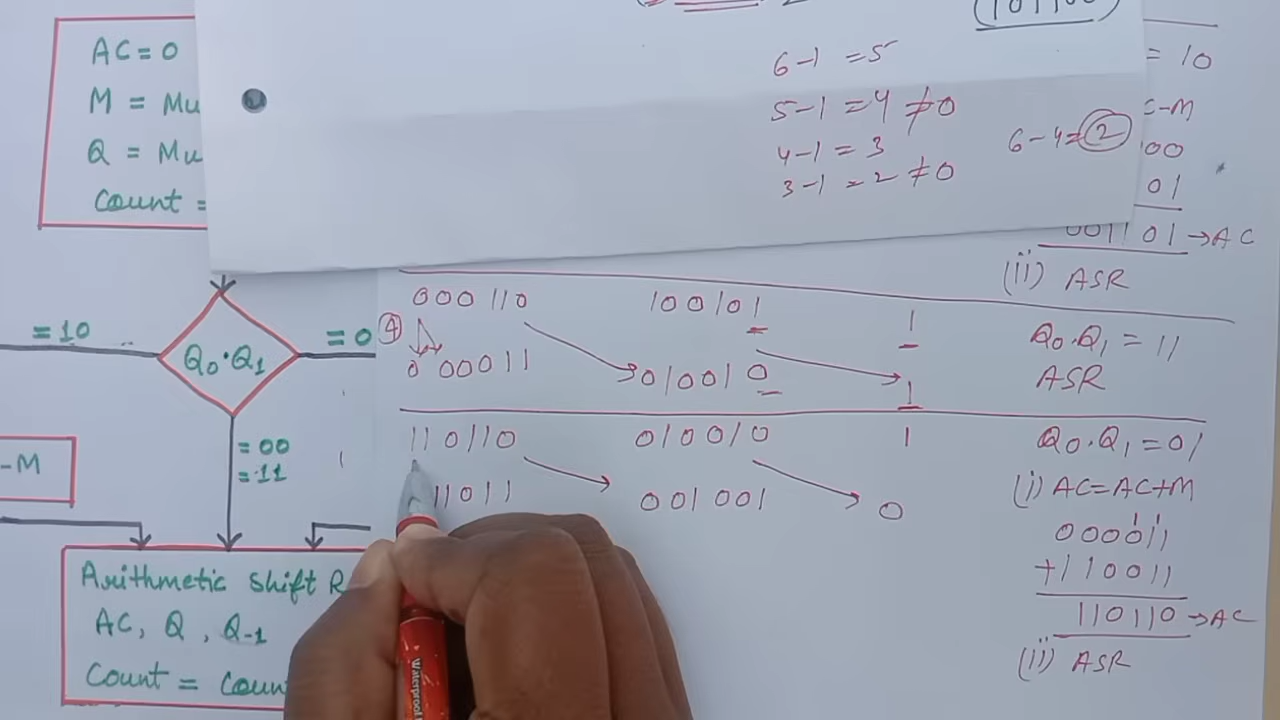 AC = 0
M = Mu
Q = Mu
Count =
= 10
Q0.Q1
= 0
= 00
= 11
-M
Arithmetic shift R
AC, Q, Q-1
Count = Coun
6-1 = 5
5-1 = 4 ≠ 0
4-1 = 3
3-1 = 2 ≠ 0
6-4 = 2
101100
= 10
C-M
00
01
001101 → AC
(ii) ASR
000110 100101 1 Q0.Q1 = 11
4
000011 010010 1 ASR
110110 010010 1 Q0.Q1 = 01
11011 001001 0 (i) AC = AC+M
000011
+110011
110110 → AC
(ii) ASR
Waterproof